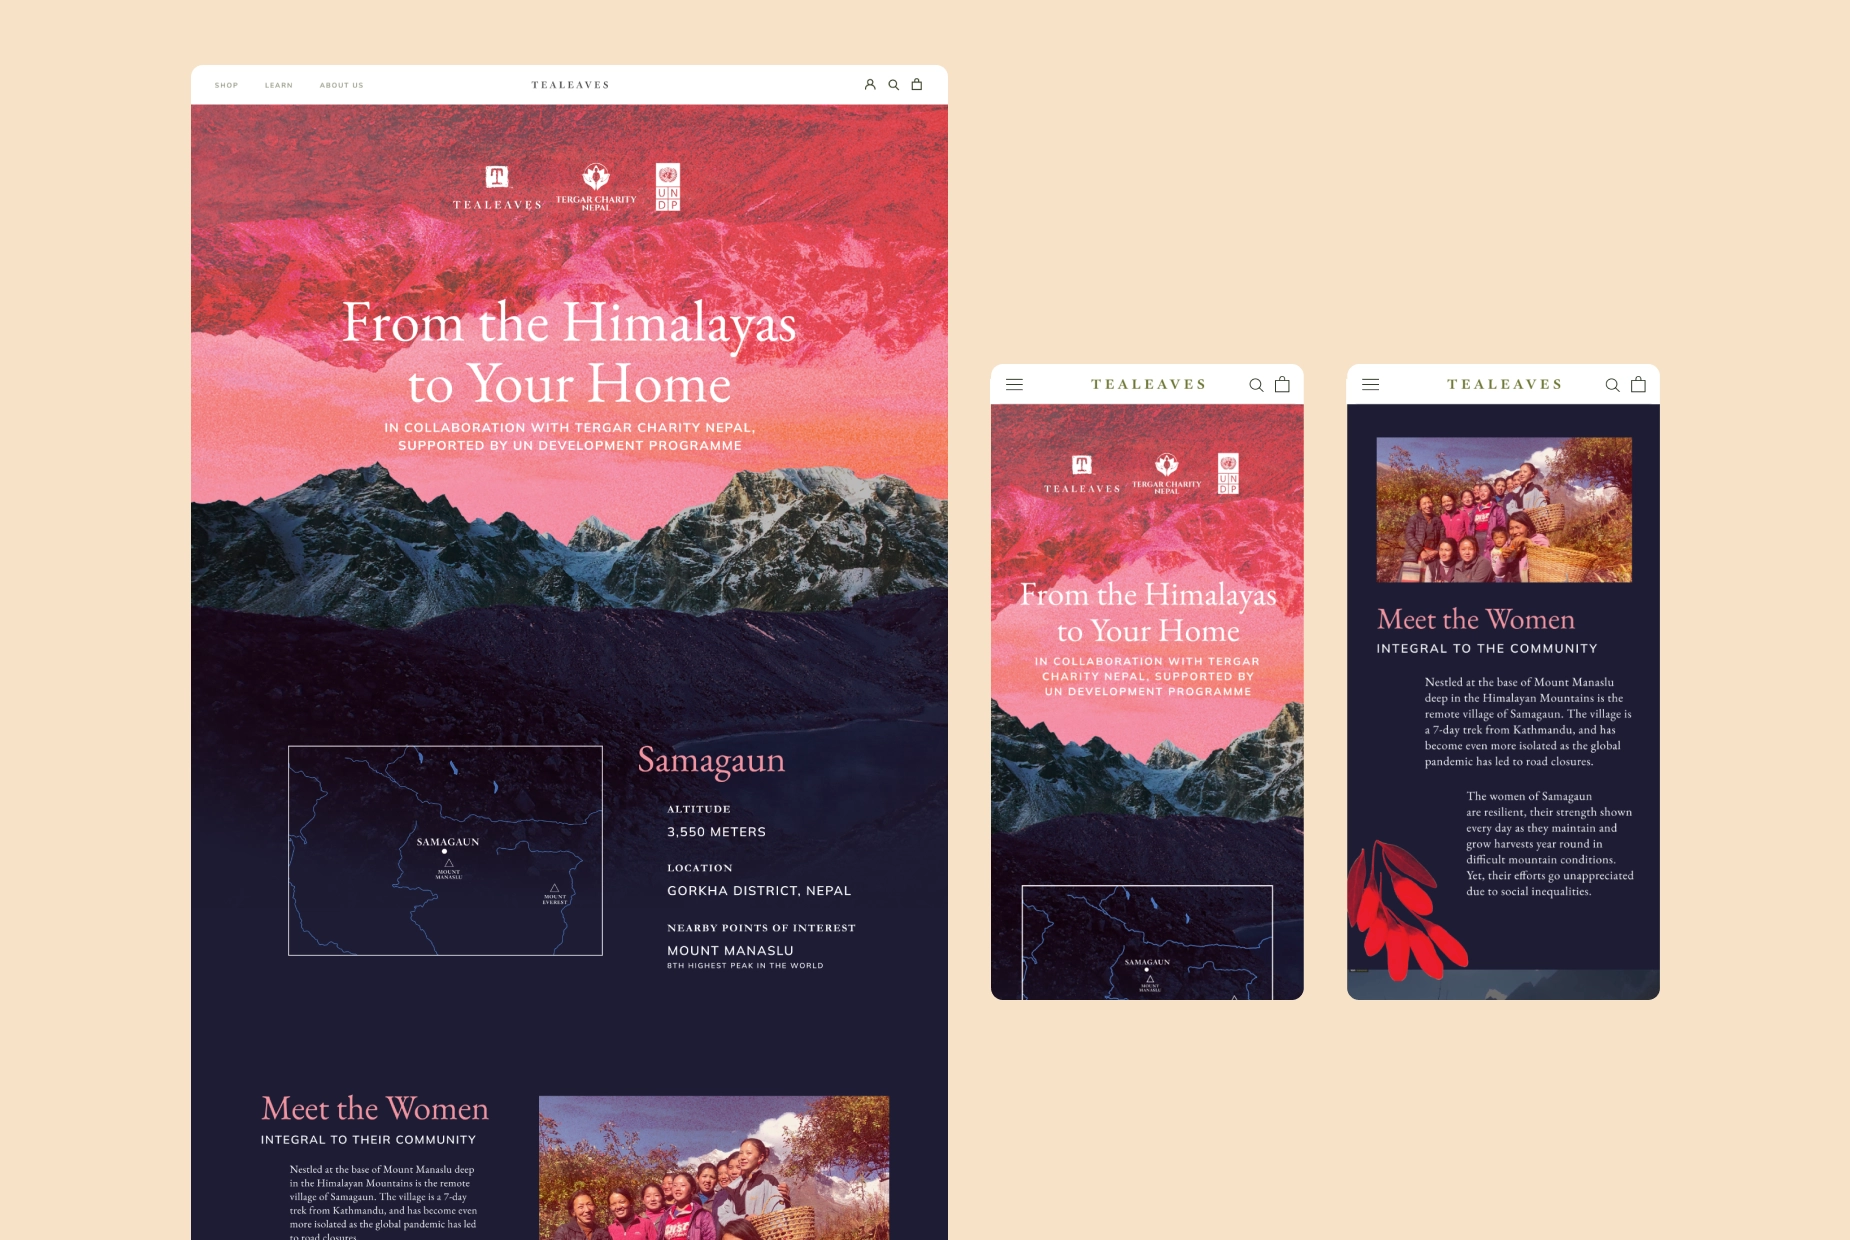 SHOP LEARN ABOUT US
TEALEAVES
TEALEAVES
TERGAR CHARITY
NEPAL
UN
DP
From the Himalayas
to Your Home
IN COLLABORATION WITH TERGAR CHARITY NEPAL,
SUPPORTED BY UN DEVELOPMENT PROGRAMME
SAMAGAUN
MOUNT
MANASLU
MOUNT
EVEREST
Samagaun
ALTITUDE
3,550 METERS
LOCATION
GORKHA DISTRICT, NEPAL
NEARBY POINTS OF INTEREST
MOUNT MANASLU
8TH HIGHEST PEAK IN THE WORLD
Meet the Women
INTEGRAL TO THEIR COMMUNITY
Nestled at the base of Mount Manaslu deep
in the Himalayan Mountains is the remote
village of Samagaun. The village is a 7-day
trek from Kathmandu, and has become even
more isolated as the global pandemic has led
to road closures.
TEALEAVES
TEALEAVES
TERGAR CHARITY
NEPAL
UN
DP
From the Himalayas
to Your Home
IN COLLABORATION WITH TERGAR
CHARITY NEPAL, SUPPORTED BY
UN DEVELOPMENT PROGRAMME
SAMAGAUN
MOUNT
MANASLU
TEALEAVES
Meet the Women
INTEGRAL TO THE COMMUNITY
Nestled at the base of Mount Manaslu
deep in the Himalayan Mountains is the
remote village of Samagaun. The village is
a 7-day trek from Kathmandu, and has
become even more isolated as the global
pandemic has led to road closures.
The women of Samagaun
are resilient, their strength shown
every day as they maintain and
grow harvests year round in
difficult mountain conditions.
Yet, their efforts go unappreciated
due to social inequalities.